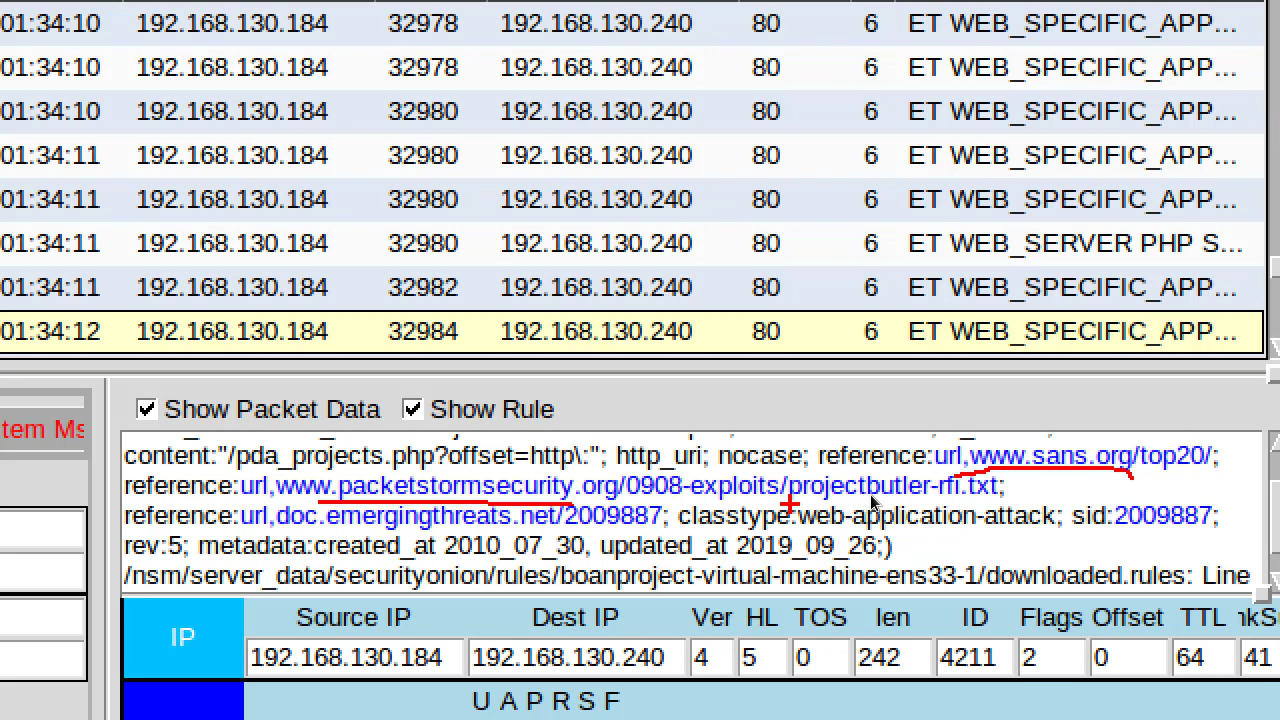 01:34:10 192.168.130.184 32978 192.168.130.240 80 6 ET WEB_SPECIFIC_APP...
01:34:10 192.168.130.184 32978 192.168.130.240 80 6 ET WEB_SPECIFIC_APP...
01:34:10 192.168.130.184 32980 192.168.130.240 80 6 ET WEB_SPECIFIC_APP...
01:34:11 192.168.130.184 32980 192.168.130.240 80 6 ET WEB_SPECIFIC_APP...
01:34:11 192.168.130.184 32980 192.168.130.240 80 6 ET WEB_SPECIFIC_APP...
01:34:11 192.168.130.184 32980 192.168.130.240 80 6 ET WEB_SERVER PHP S...
01:34:11 192.168.130.184 32982 192.168.130.240 80 6 ET WEB_SPECIFIC_APP...
01:34:12 192.168.130.184 32984 192.168.130.240 80 6 ET WEB_SPECIFIC_APP...
Show Packet Data Show Rule
tem Ms
content:"/pda_projects.php?offset=http\:"; http_uri; nocase; reference:url,www.sans.org/top20/;
reference:url,www.packetstormsecurity.org/0908-exploits/projectbutler-rfi.txt;
reference:url,doc.emergingthreats.net/2009887; classtype:web-application-attack; sid:2009887;
rev:5; metadata:created_at 2010_07_30, updated_at 2019_09_26;)
/nsm/server_data/securityonion/rules/boanproject-virtual-machine-ens33-1/downloaded.rules: Line
IP
Source IP Dest IP Ver HL TOS len ID Flags Offset TTL
192.168.130.184 192.168.130.240 4 5 0 242 4211 2 0 64 41
U A P R S F